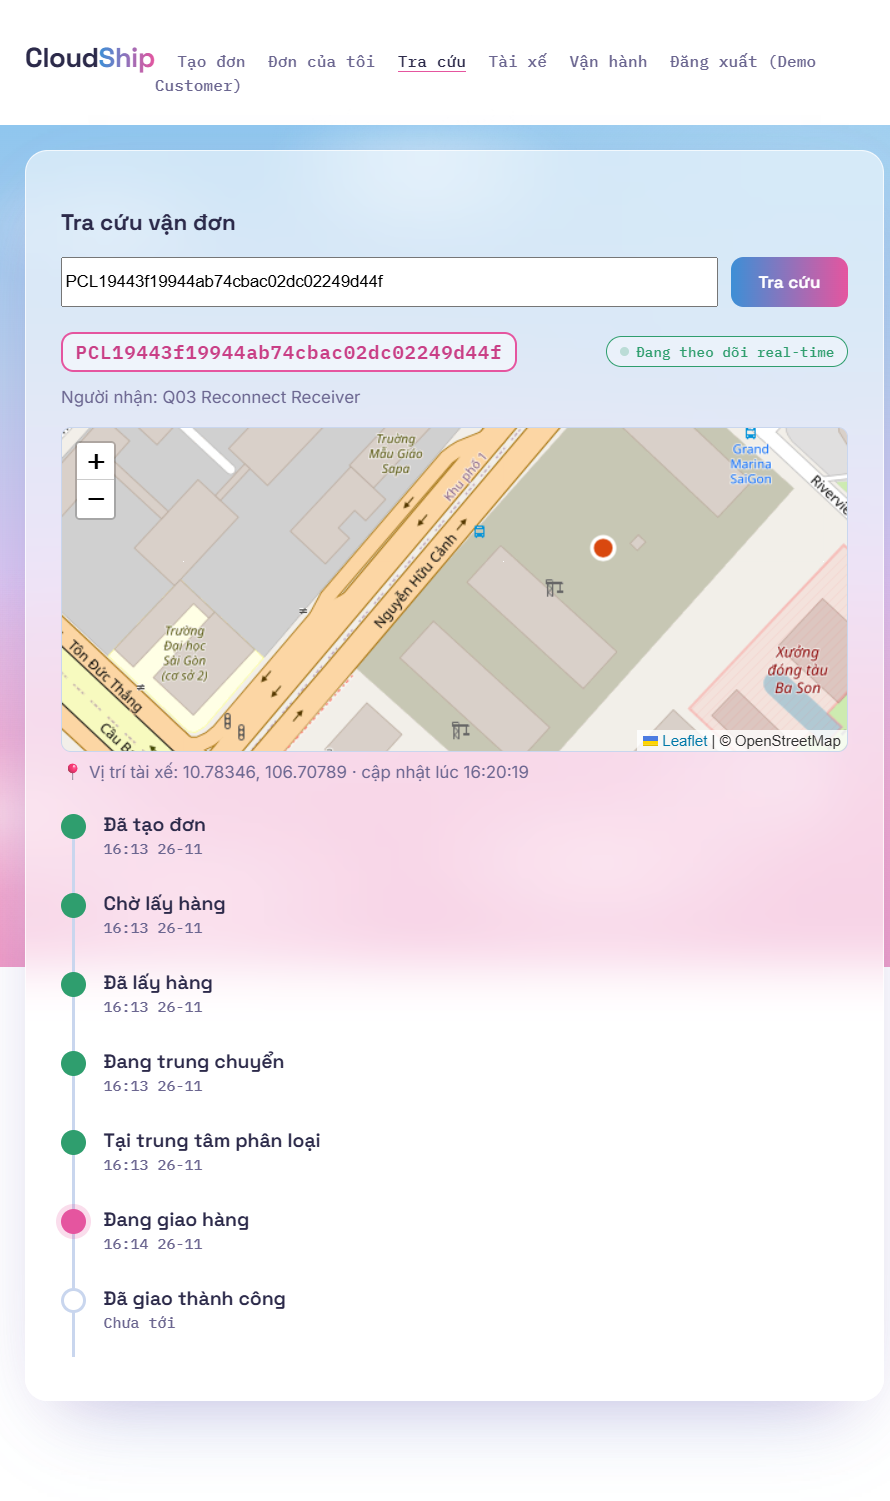 CloudShip Tạo đơn Đơn của tôi Tra cứu Tài xế Vận hành Đăng xuất (Demo
Customer)
Tra cứu vận đơn
PCL19443f19944ab74cbac02dc02249d44f
Tra cứu
PCL19443f19944ab74cbac02dc02249d44f
Đang theo dõi real-time
Người nhận: Q03 Reconnect Receiver
+
−
Trường
Mẫu Giáo
Sapa
Khu phố 1
Grand
Marina
SaiGon
Nguyễn Hữu Cảnh
Trường
Đại học
Sài Gòn
(cơ sở 2)
Tôn Đức Thắng
Xưởng
đóng tàu
Ba Son
Leaflet | © OpenStreetMap
Vị trí tài xế: 10.78346, 106.70789 · cập nhật lúc 16:20:19
Đã tạo đơn
16:13 26-11
Chờ lấy hàng
16:13 26-11
Đã lấy hàng
16:13 26-11
Đang trung chuyển
16:13 26-11
Tại trung tâm phân loại
16:13 26-11
Đang giao hàng
16:14 26-11
Đã giao thành công
Chưa tới